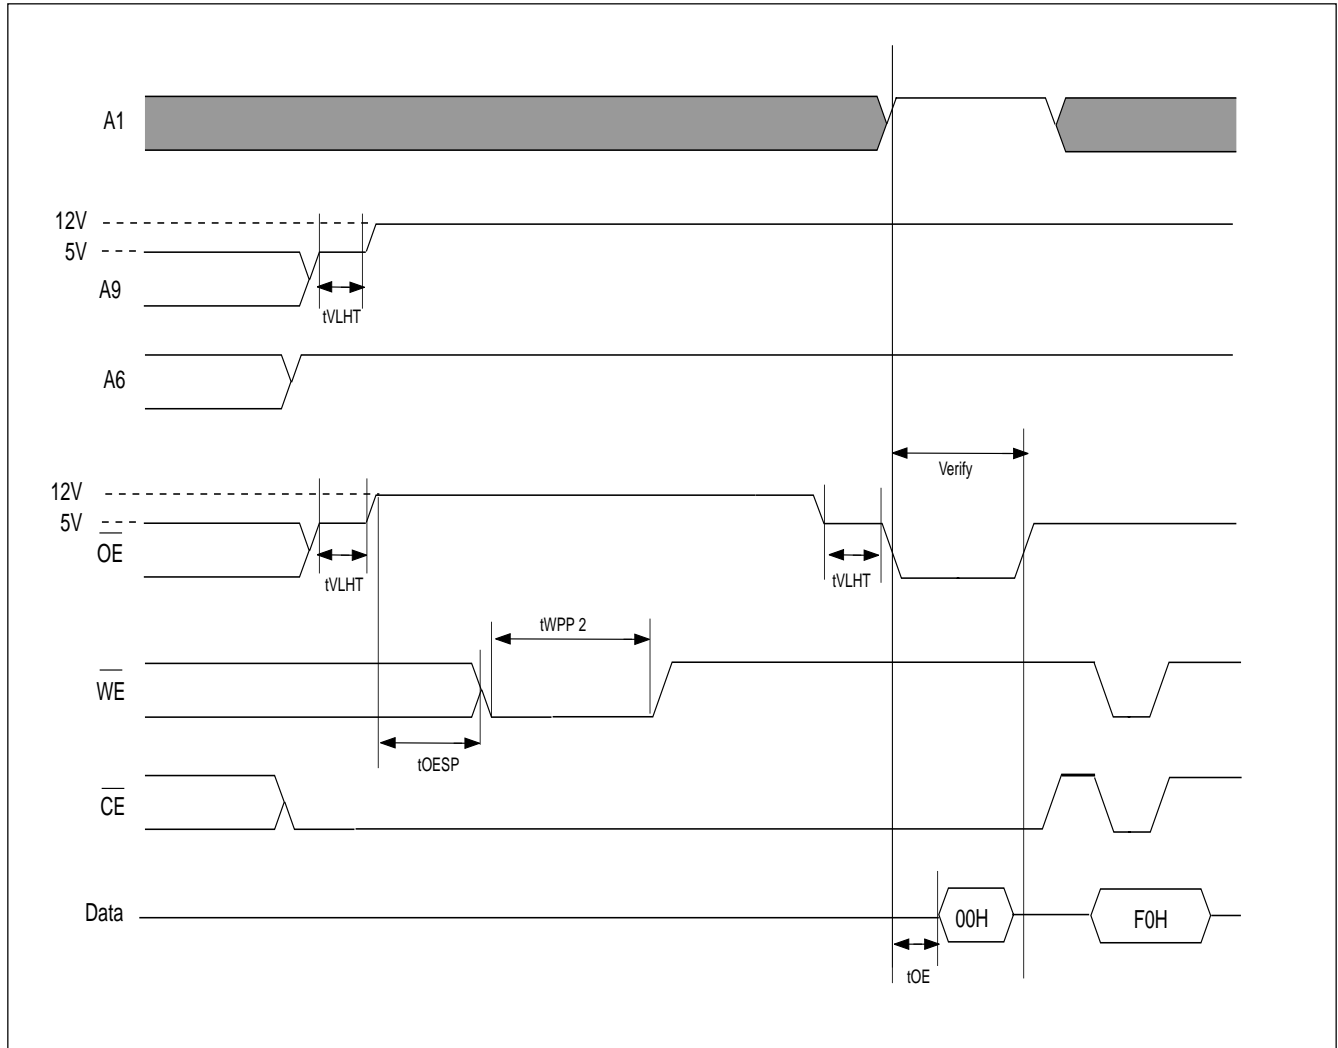 A1
12V
5V
A9
tVLHT
A6
Verify
12V
5V
OE
tVLHT
tVLHT
tWPP 2
WE
tOESP
CE
Data
00H
F0H
tOE